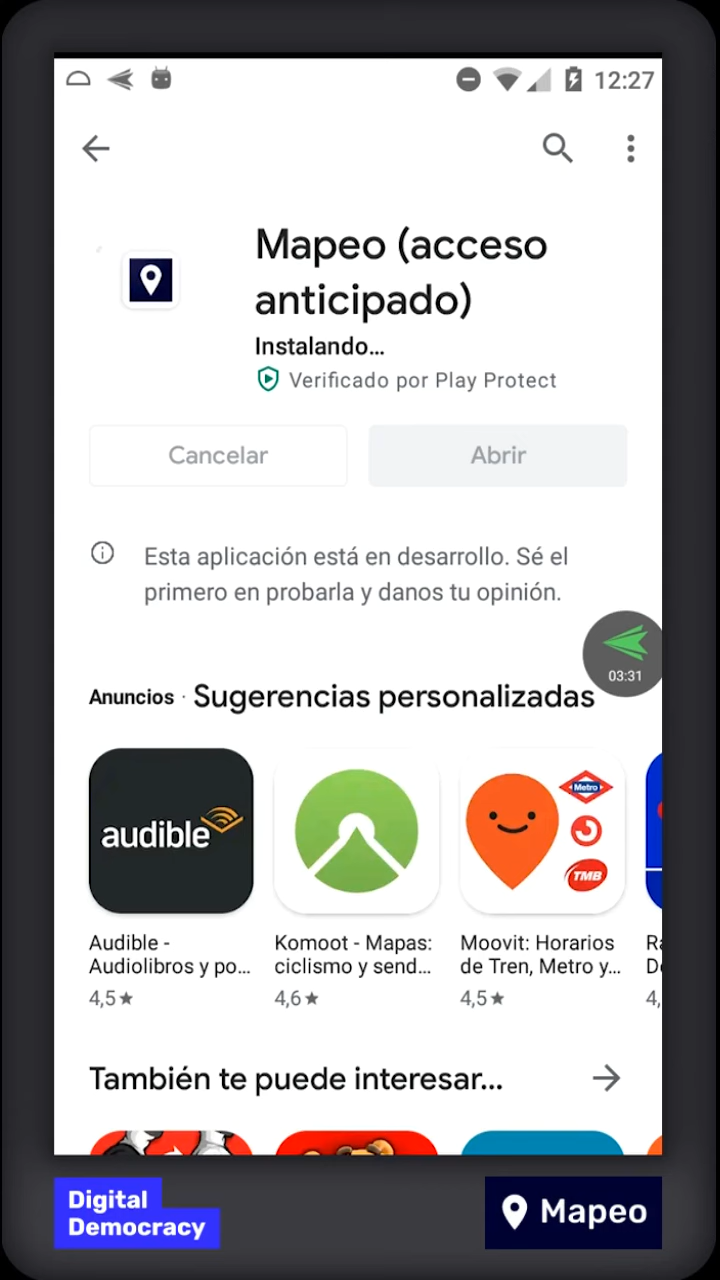 12:27
Mapeo (acceso
anticipado)
Instalando...
Verificado por Play Protect
Cancelar
Abrir
Esta aplicación está en desarrollo. Sé el
primero en probarla y danos tu opinión.
03:31
Anuncios · Sugerencias personalizadas
audible
Metro
TMB
Audible -
Audiolibros y po...
4,5★
Komoot - Mapas:
ciclismo y send...
4,6★
Moovit: Horarios
de Tren, Metro y...
4,5★
También te puede interesar...
Digital
Democracy
Mapeo